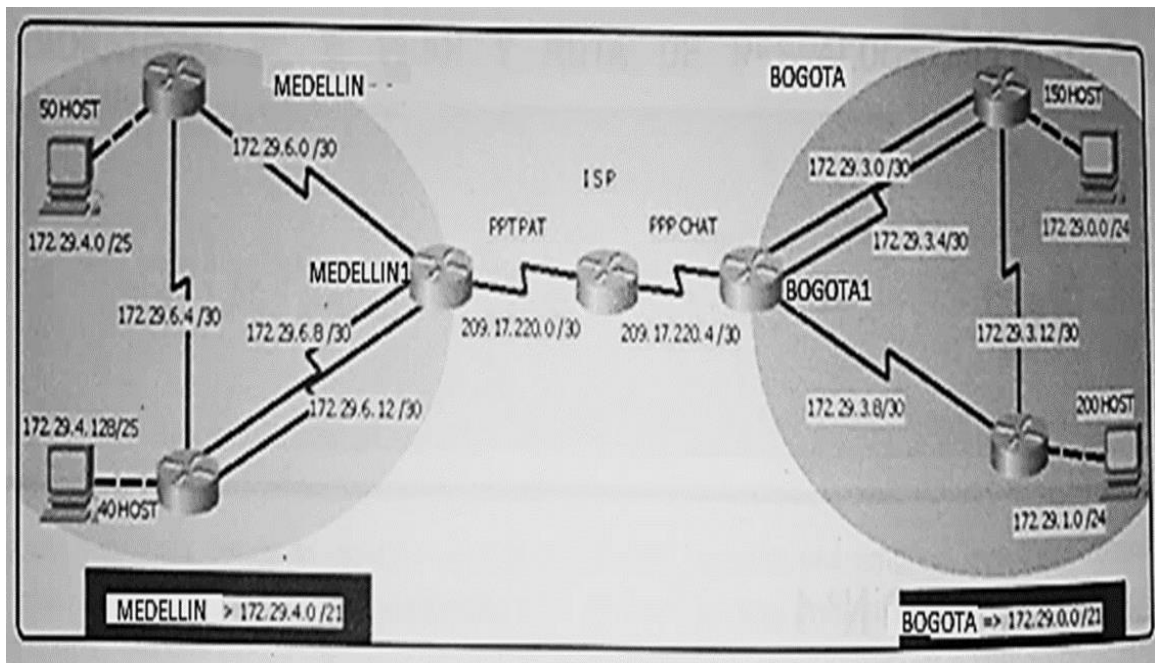 MEDELLIN
BOGOTA
50 HOST
150 HOST
172.29.6.0 /30
172.29.3.0 /30
ISP
172.29.4.0 /25
PPT PAT
PPP CHAT
172.29.3.4/30
172.29.0.0 /24
MEDELLIN1
BOGOTA1
172.29.6.4 /30
172.29.6.8 /30
209.17.220.0 /30
209.17.220.4 /30
172.29.3.12 /30
172.29.6.12 /30
172.29.3.8/30
200 HOST
172.29.4.128/25
40 HOST
172.29.1.0 /24
MEDELLIN > 172.29.4.0 /21
BOGOTA => 172.29.0.0 /21